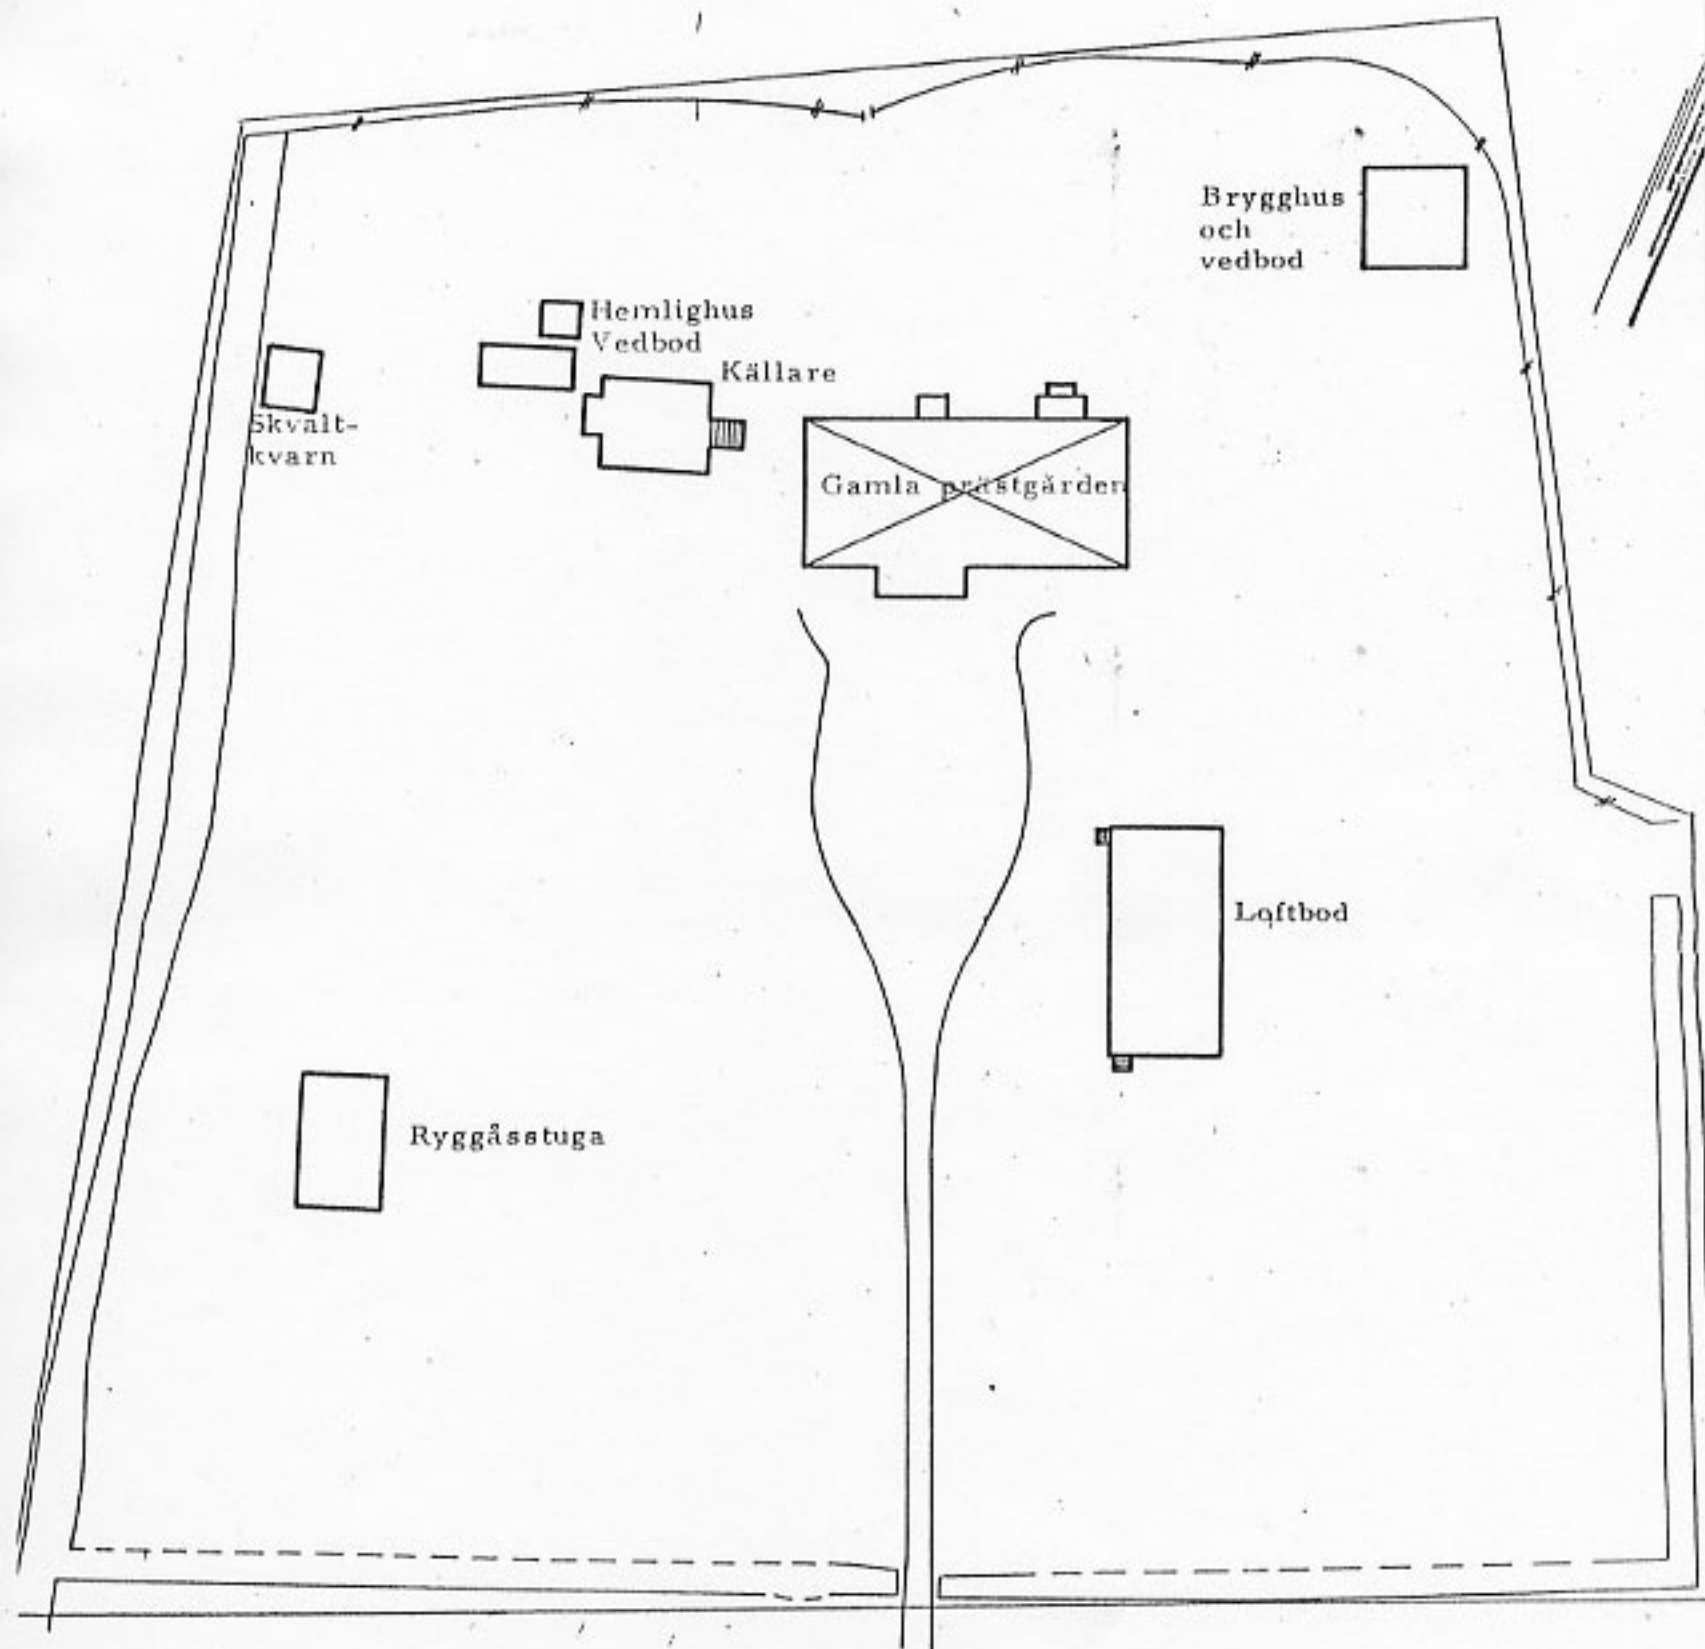 Brygghus
och
vedbod
Hemlighus
Vedbod
Källare
Skvalt-
kvarn
Gamla prästgården
Loftbod
Ryggåsstuga